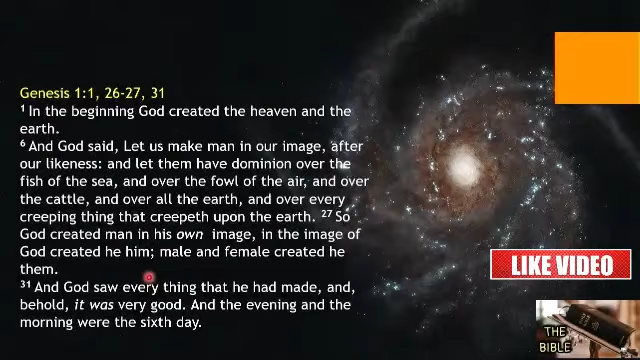 Genesis 1:1, 26-27, 31
1 In the beginning God created the heaven and the
earth.
6 And God said, Let us make man in our image, after
our likeness: and let them have dominion over the
fish of the sea, and over the fowl of the air, and over
the cattle, and over all the earth, and over every
creeping thing that creepeth upon the earth. 27 So
God created man in his own image, in the image of
God created he him; male and female created he
them.
31 And God saw every thing that he had made, and,
behold, it was very good. And the evening and the
morning were the sixth day.
LIKE VIDEO
THE
BIBLE